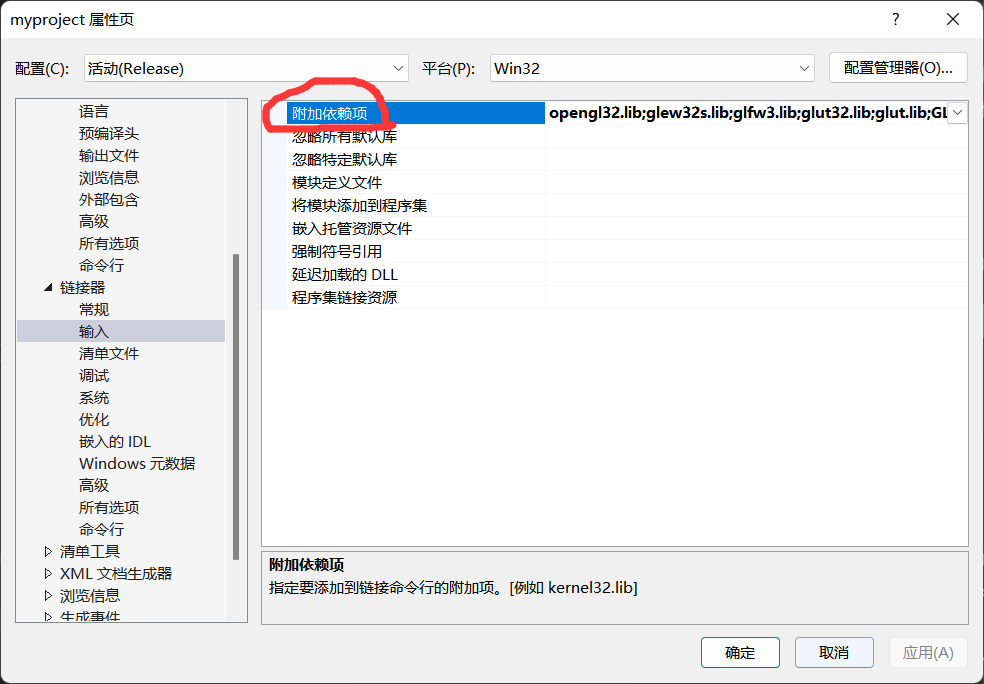 myproject 属性页
?
配置(C): 活动(Release) 平台(P): Win32 配置管理器(O)...
语言
预编译头
输出文件
浏览信息
外部包含
高级
所有选项
命令行
链接器
常规
输入
清单文件
调试
系统
优化
嵌入的 IDL
Windows 元数据
高级
所有选项
命令行
清单工具
XML 文档生成器
浏览信息
生成事件
附加依赖项 opengl32.lib;glew32s.lib;glfw3.lib;glut32.lib;glut.lib;GL
忽略所有默认库
忽略特定默认库
模块定义文件
将模块添加到程序集
嵌入托管资源文件
强制符号引用
延迟加载的 DLL
程序集链接资源
附加依赖项
指定要添加到链接命令行的附加项。[例如 kernel32.lib]
确定 取消 应用(A)